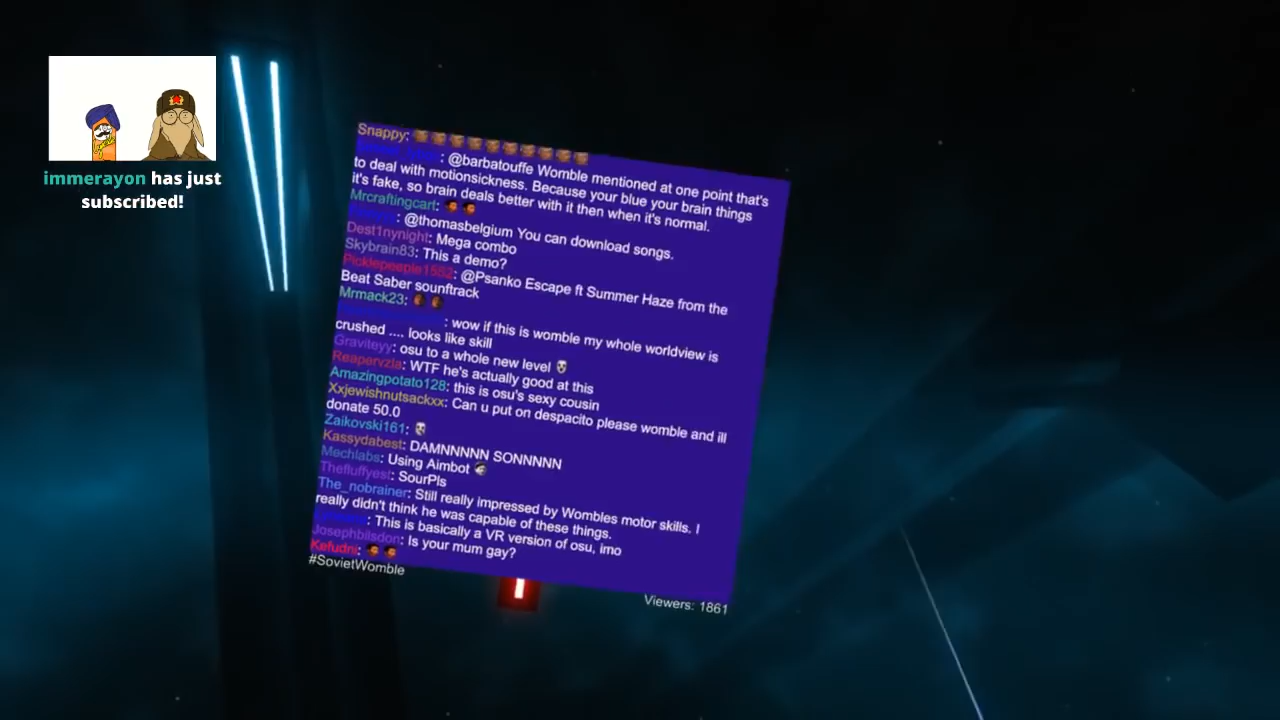 immerayon has just
subscribed!
Snappy:
: @barbatouffe Womble mentioned at one point that's
to deal with motionsickness. Because your blue your brain things
it's fake, so brain deals better with it then when it's normal.
Mrcraftingcart:
: @thomasbelgium You can download songs.
Dest1nynight: Mega combo
Skybrain83: This a demo?
Picklepeople1552: @Psanko Escape ft Summer Haze from the
Beat Saber sounftrack
Mrmack23:
: wow if this is womble my whole worldview is
crushed .... looks like skill
Graviteyy: osu to a whole new level
Reapervzla: WTF he's actually good at this
Amazingpotato128: this is osu's sexy cousin
Xxjewishnutsackxx: Can u put on despacito please womble and ill
donate 50.0
Zaikovski161:
Kassydabest: DAMNNNNN SONNNNN
Mechlabs: Using Aimbot
Thefluffyest: SourPls
The_nobrainer: Still really impressed by Wombles motor skills. I
really didn't think he was capable of these things.
: This is basically a VR version of osu, imo
Josephbilsdon: Is your mum gay?
Kefudni:
#SovietWomble
Viewers: 1861